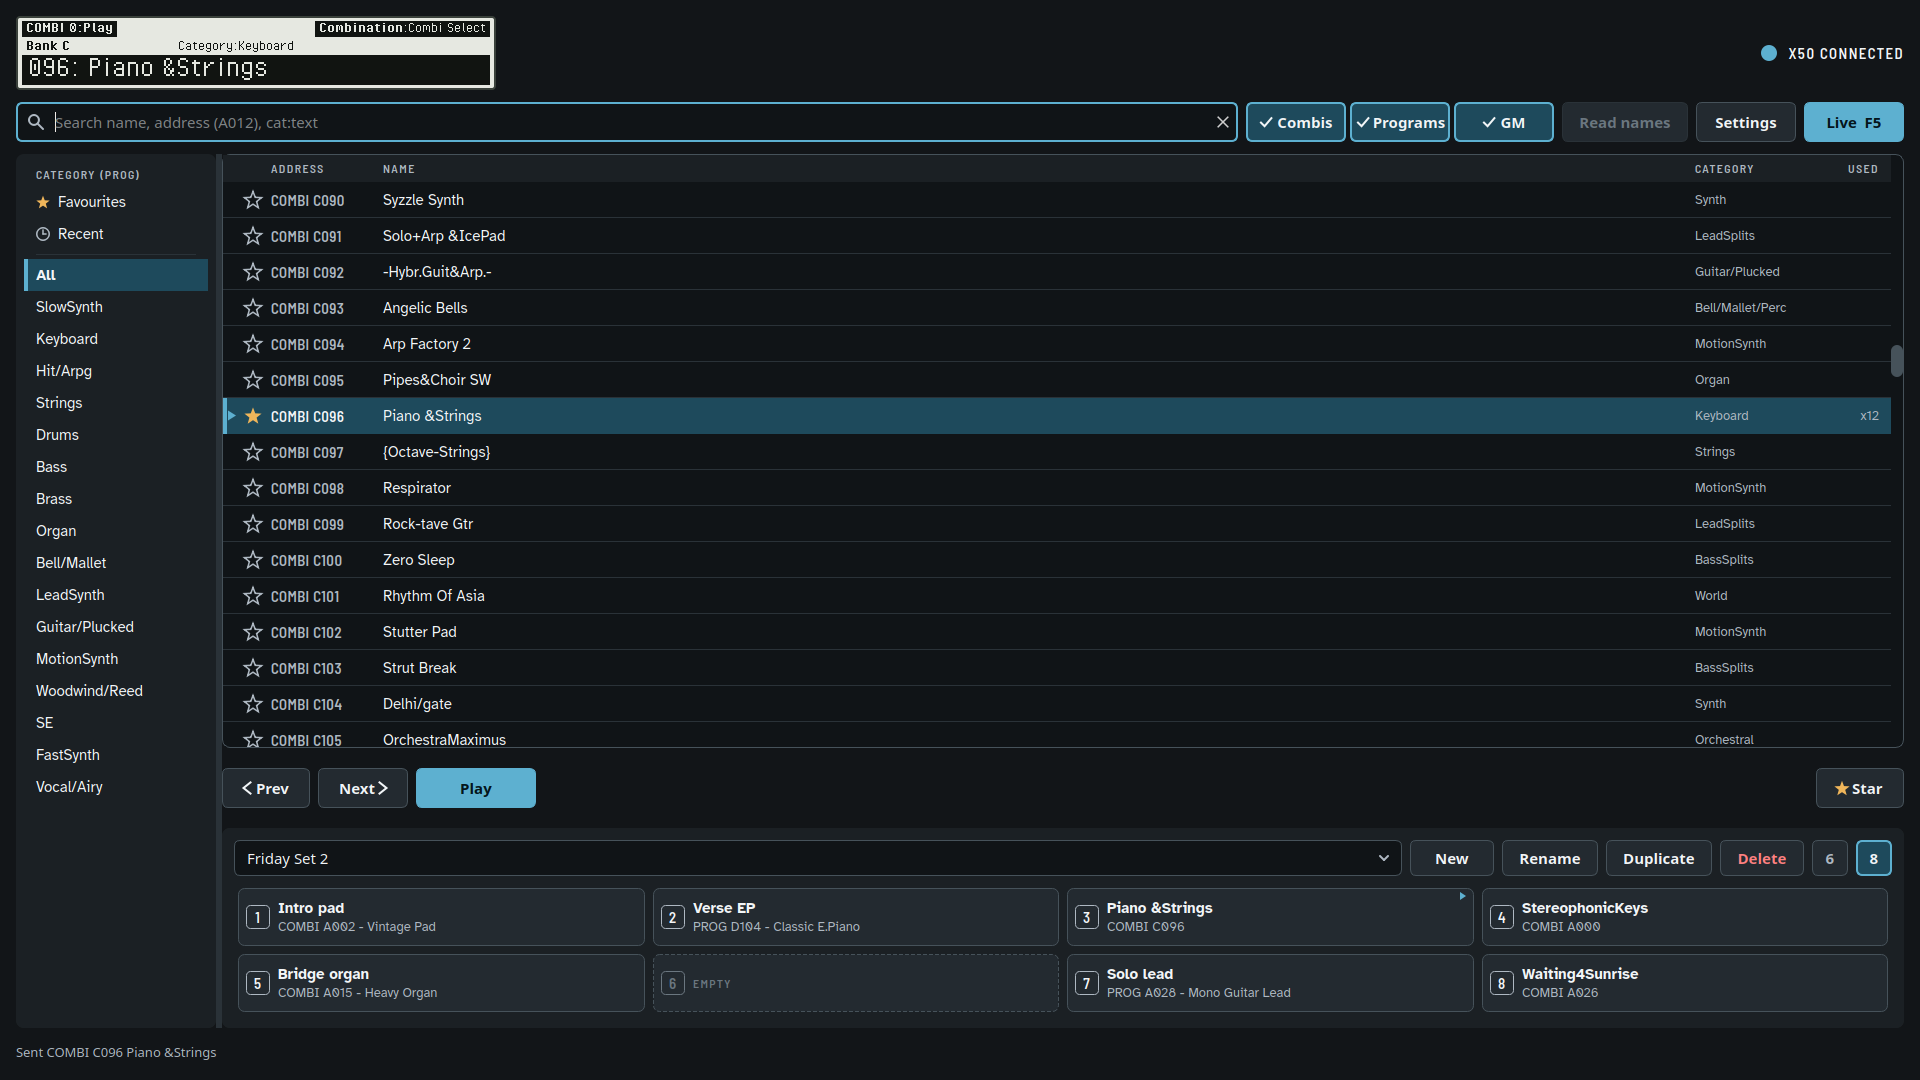 COMBI 0:Play Combination:Combi Select
Bank C Category:Keyboard
096: Piano &Strings
X50 CONNECTED
Search name, address (A012), cat:text
Combis Programs GM Read names Settings Live F5
CATEGORY (PROG)
Favourites
Recent
All
SlowSynth
Keyboard
Hit/Arpg
Strings
Drums
Bass
Brass
Organ
Bell/Mallet
LeadSynth
Guitar/Plucked
MotionSynth
Woodwind/Reed
SE
FastSynth
Vocal/Airy
ADDRESS NAME CATEGORY USED
COMBI C090 Syzzle Synth Synth
COMBI C091 Solo+Arp &IcePad LeadSplits
COMBI C092 -Hybr.Guit&Arp.- Guitar/Plucked
COMBI C093 Angelic Bells Bell/Mallet/Perc
COMBI C094 Arp Factory 2 MotionSynth
COMBI C095 Pipes&Choir SW Organ
COMBI C096 Piano &Strings Keyboard x12
COMBI C097 {Octave-Strings} Strings
COMBI C098 Respirator MotionSynth
COMBI C099 Rock-tave Gtr LeadSplits
COMBI C100 Zero Sleep BassSplits
COMBI C101 Rhythm Of Asia World
COMBI C102 Stutter Pad MotionSynth
COMBI C103 Strut Break BassSplits
COMBI C104 Delhi/gate Synth
COMBI C105 OrchestraMaximus Orchestral
Prev Next Play Star
Friday Set 2 New Rename Duplicate Delete 6 8
1 Intro pad
COMBI A002 - Vintage Pad
2 Verse EP
PROG D104 - Classic E.Piano
3 Piano &Strings
COMBI C096
4 StereophonicKeys
COMBI A000
5 Bridge organ
COMBI A015 - Heavy Organ
6 EMPTY
7 Solo lead
PROG A028 - Mono Guitar Lead
8 Waiting4Sunrise
COMBI A026
Sent COMBI C096 Piano &Strings